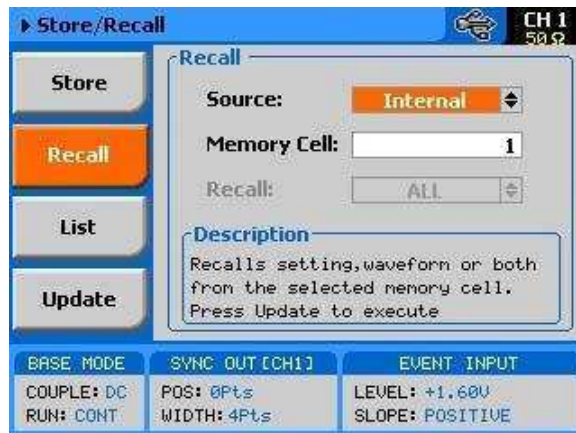 Store/Recall
CH 1
50Ω
Store
Recall
List
Update
Recall
Source: Internal
Memory Cell: 1
Recall: ALL
Description
Recalls setting,waveform or both
from the selected memory cell.
Press Update to execute
BASE MODE
COUPLE: DC
RUN: CONT
SYNC OUT [CH1]
POS: 0Pts
WIDTH: 4Pts
EVENT INPUT
LEVEL: +1.60V
SLOPE: POSITIVE